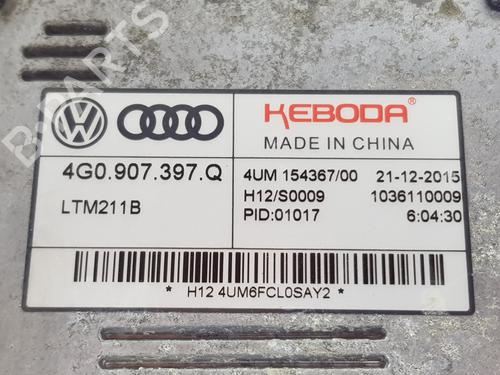 KEBODA®
MADE IN CHINA
4G0.907.397.Q
LTM211B
4UM 154367/00 21-12-2015
H12/S0009 1036110009
PID:01017 6:04:30
* H12 4UM6FCL0SAY2 *
B-PARTS